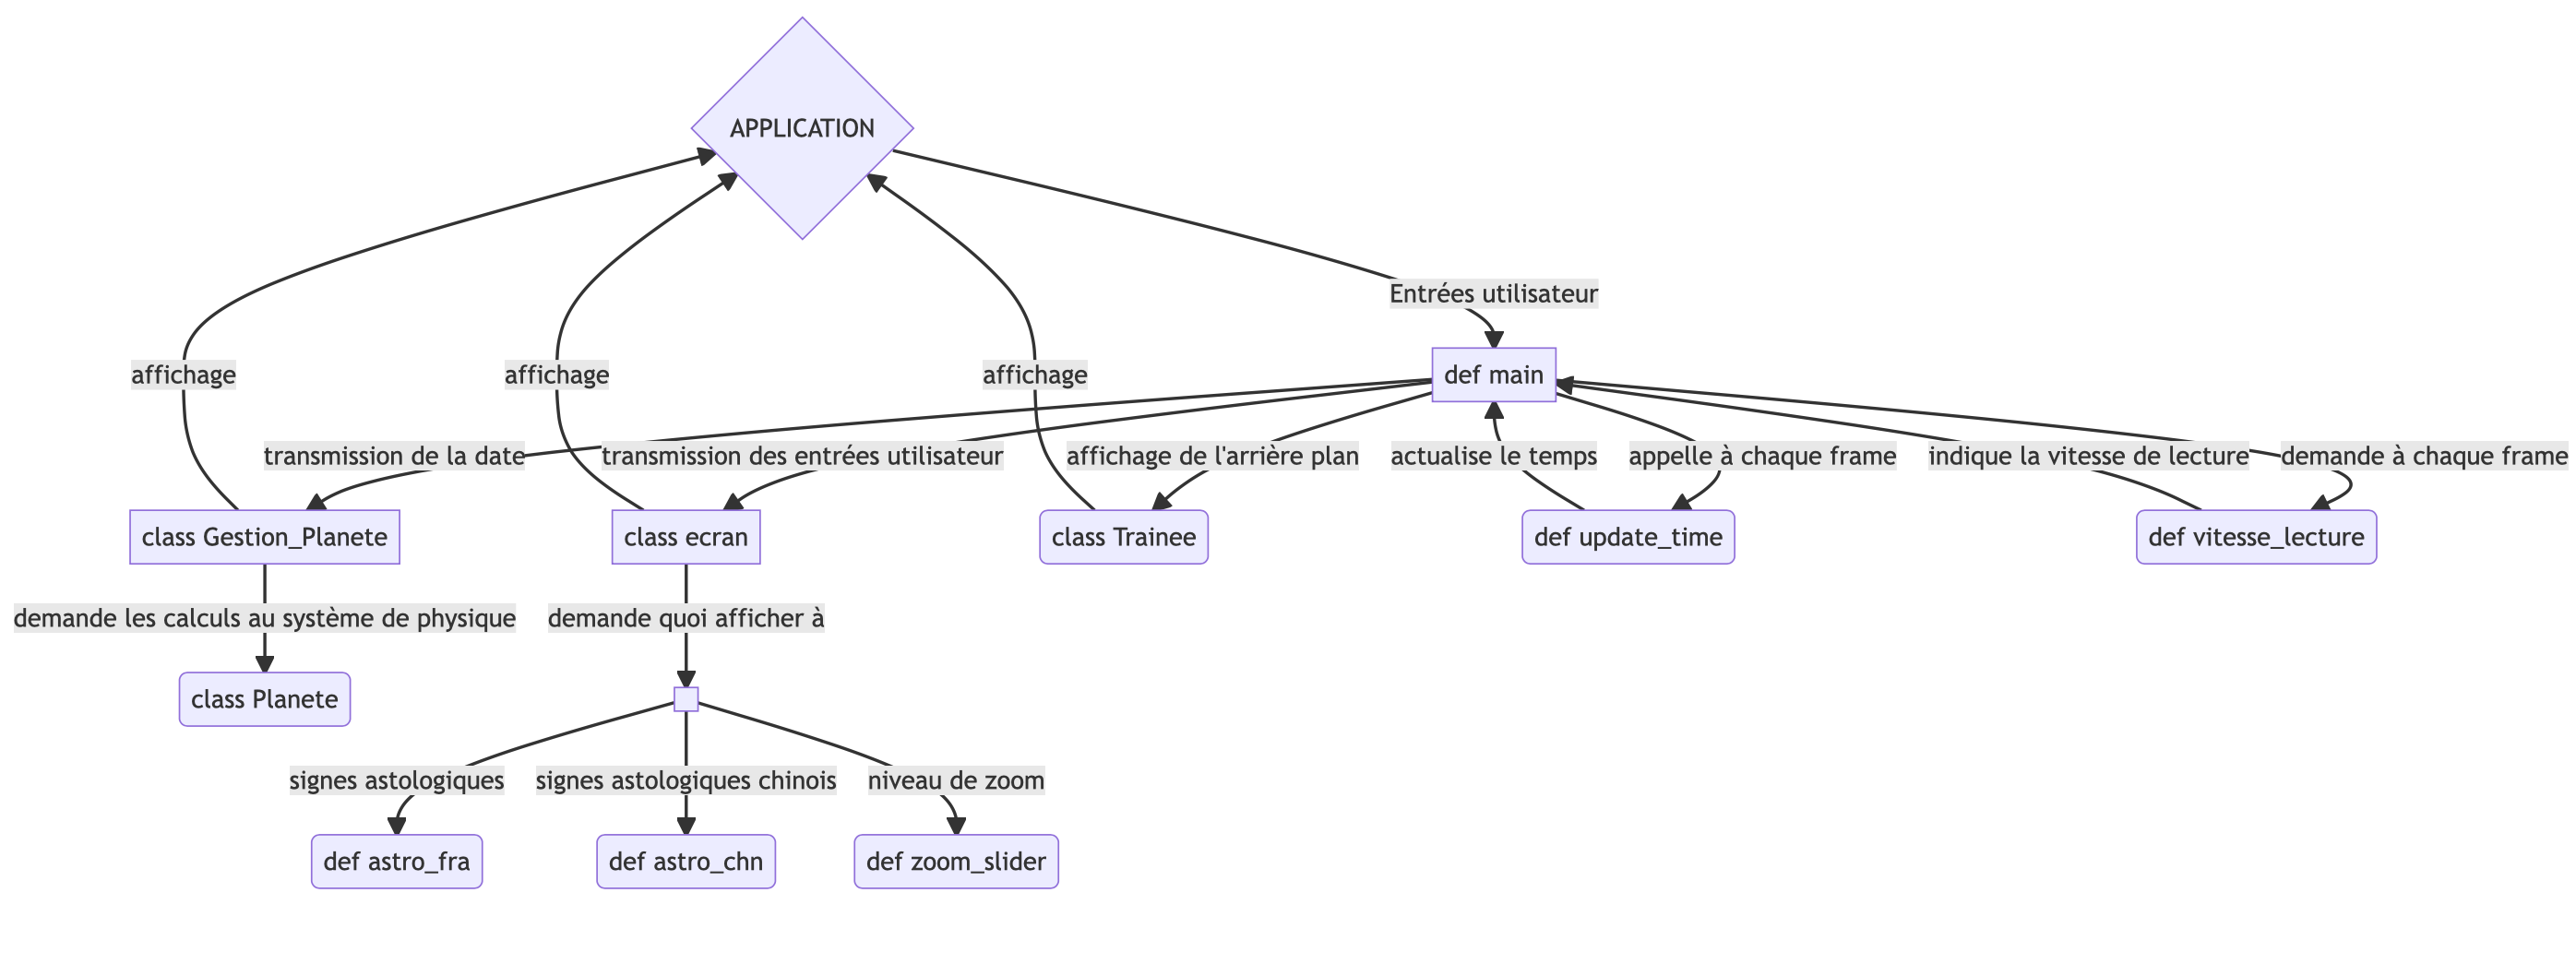 APPLICATION
Entrées utilisateur
affichage
affichage
affichage
def main
transmission de la date
transmission des entrées utilisateur
affichage de l'arrière plan
actualise le temps
appelle à chaque frame
indique la vitesse de lecture
demande à chaque frame
class Gestion_Planete
class ecran
class Trainee
def update_time
def vitesse_lecture
demande les calculs au système de physique
demande quoi afficher à
class Planete
signes astologiques
signes astologiques chinois
niveau de zoom
def astro_fra
def astro_chn
def zoom_slider